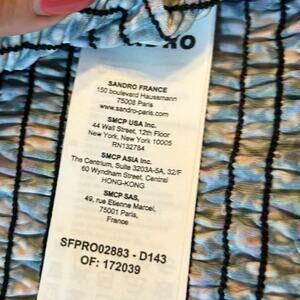 SANDRO FRANCE
150 boulevard Haussmann
75008 Paris
www.sandro-paris.com
SMCP USA Inc.
44 Wall Street, 12th Floor
New York, New York 10005
RN132784
SMCP ASIA Inc.
The Centrium, Suite 3203A-5A, 32/F
60 Wyndham Street, Central
HONG-KONG
SMCP SAS,
49, rue Etienne Marcel,
75001 Paris,
France
SFPRO02883 - D143
OF: 172039